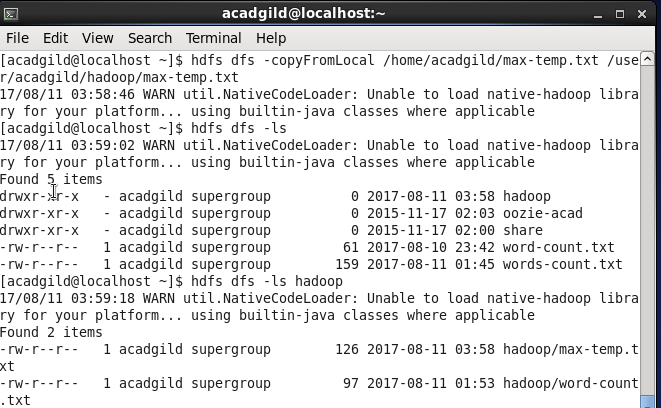 acadgild@localhost:~
File Edit View Search Terminal Help
[acadgild@localhost ~]$ hdfs dfs -copyFromLocal /home/acadgild/max-temp.txt /use
r/acadgild/hadoop/max-temp.txt
17/08/11 03:58:46 WARN util.NativeCodeLoader: Unable to load native-hadoop libra
ry for your platform... using builtin-java classes where applicable
[acadgild@localhost ~]$ hdfs dfs -ls
17/08/11 03:59:02 WARN util.NativeCodeLoader: Unable to load native-hadoop libra
ry for your platform... using builtin-java classes where applicable
Found 5 items
drwxr-xr-x   - acadgild supergroup          0 2017-08-11 03:58 hadoop
drwxr-xr-x   - acadgild supergroup          0 2015-11-17 02:03 oozie-acad
drwxr-xr-x   - acadgild supergroup          0 2015-11-17 02:00 share
-rw-r--r--   1 acadgild supergroup         61 2017-08-10 23:42 word-count.txt
-rw-r--r--   1 acadgild supergroup        159 2017-08-11 01:45 words-count.txt
[acadgild@localhost ~]$ hdfs dfs -ls hadoop
17/08/11 03:59:18 WARN util.NativeCodeLoader: Unable to load native-hadoop libra
ry for your platform... using builtin-java classes where applicable
Found 2 items
-rw-r--r--   1 acadgild supergroup        126 2017-08-11 03:58 hadoop/max-temp.t
xt
-rw-r--r--   1 acadgild supergroup         97 2017-08-11 01:53 hadoop/word-count
.txt